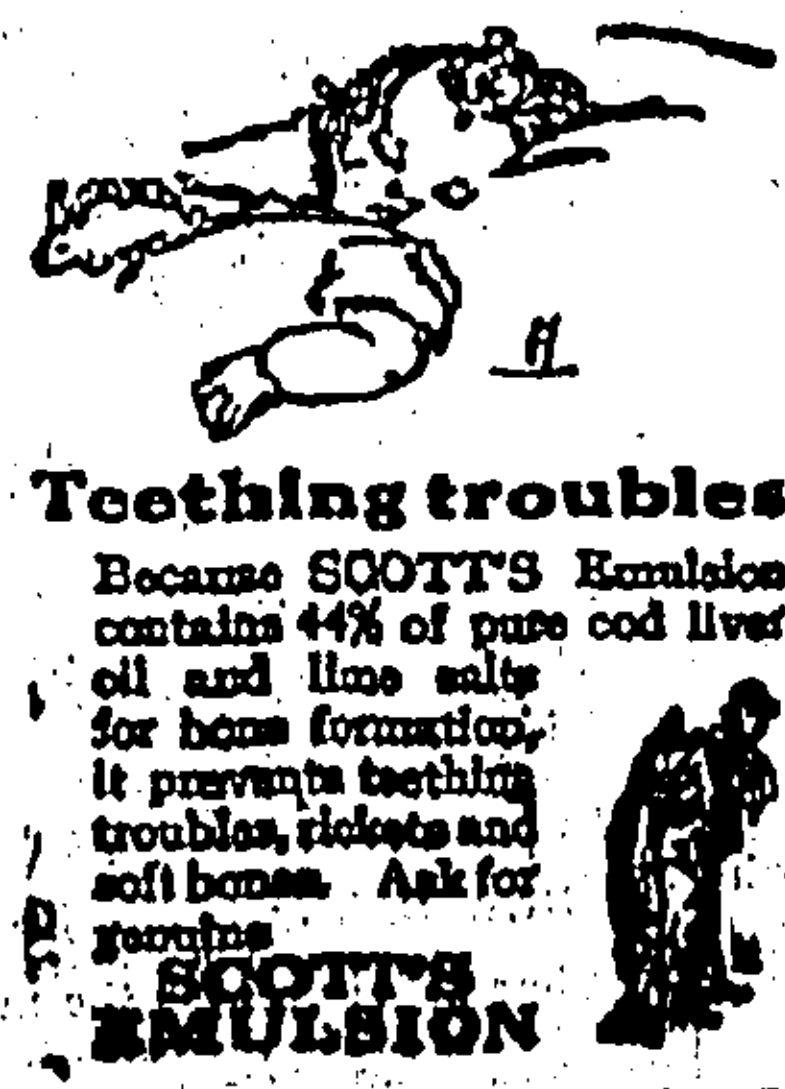 Teething troubles
Because SCOTT'S Emulsion
contains 44% of pure cod liver
oil and lime salts
for bone formation,
it prevents teething
troubles, rickets and
soft bones. Ask for
genuine
SCOTT'S
EMULSION